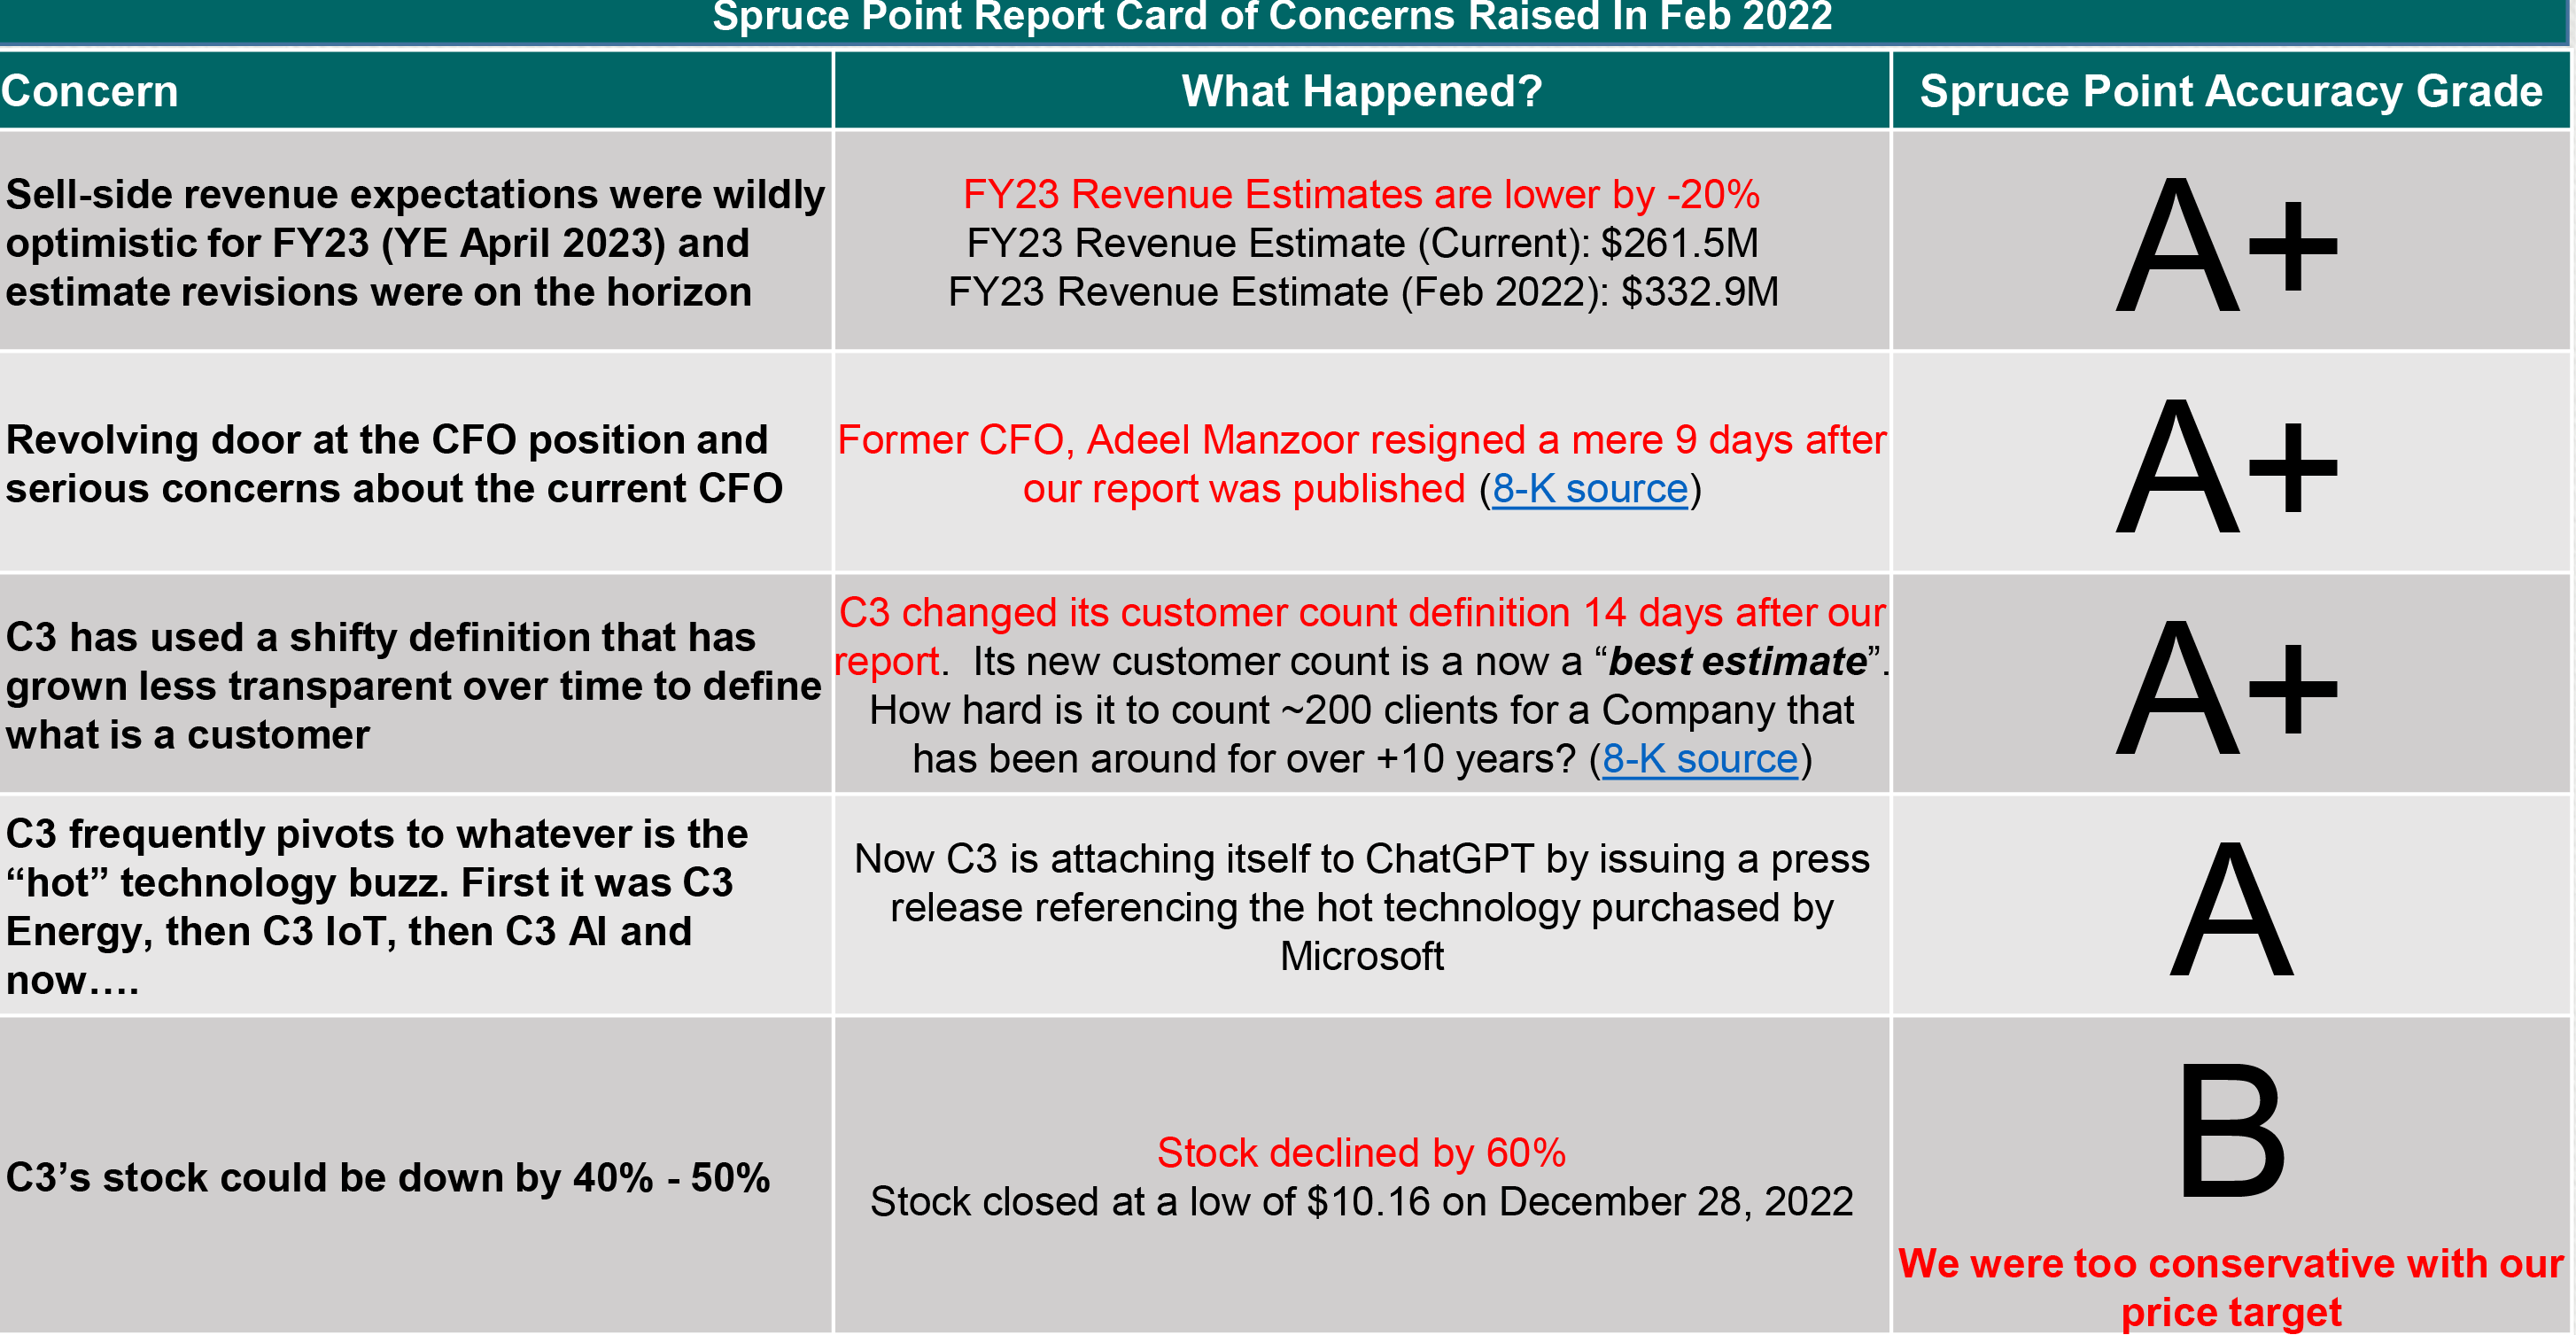 Spruce Point Report Card of Concerns Raised In Feb 2022
Concern
What Happened?
Spruce Point Accuracy Grade
Sell-side revenue expectations were wildly
optimistic for FY23 (YE April 2023) and
estimate revisions were on the horizon
FY23 Revenue Estimates are lower by -20%
FY23 Revenue Estimate (Current): $261.5M
FY23 Revenue Estimate (Feb 2022): $332.9M
A+
Revolving door at the CFO position and
serious concerns about the current CFO
Former CFO, Adeel Manzoor resigned a mere 9 days after
our report was published (8-K source)
A+
C3 has used a shifty definition that has
grown less transparent over time to define
what is a customer
C3 changed its customer count definition 14 days after our
report.  Its new customer count is a now a “best estimate”.
How hard is it to count ~200 clients for a Company that
has been around for over +10 years? (8-K source)
A+
C3 frequently pivots to whatever is the
“hot” technology buzz. First it was C3
Energy, then C3 IoT, then C3 AI and
now….
Now C3 is attaching itself to ChatGPT by issuing a press
release referencing the hot technology purchased by
Microsoft
A
C3’s stock could be down by 40% - 50%
Stock declined by 60%
Stock closed at a low of $10.16 on December 28, 2022
B
We were too conservative with our
price target